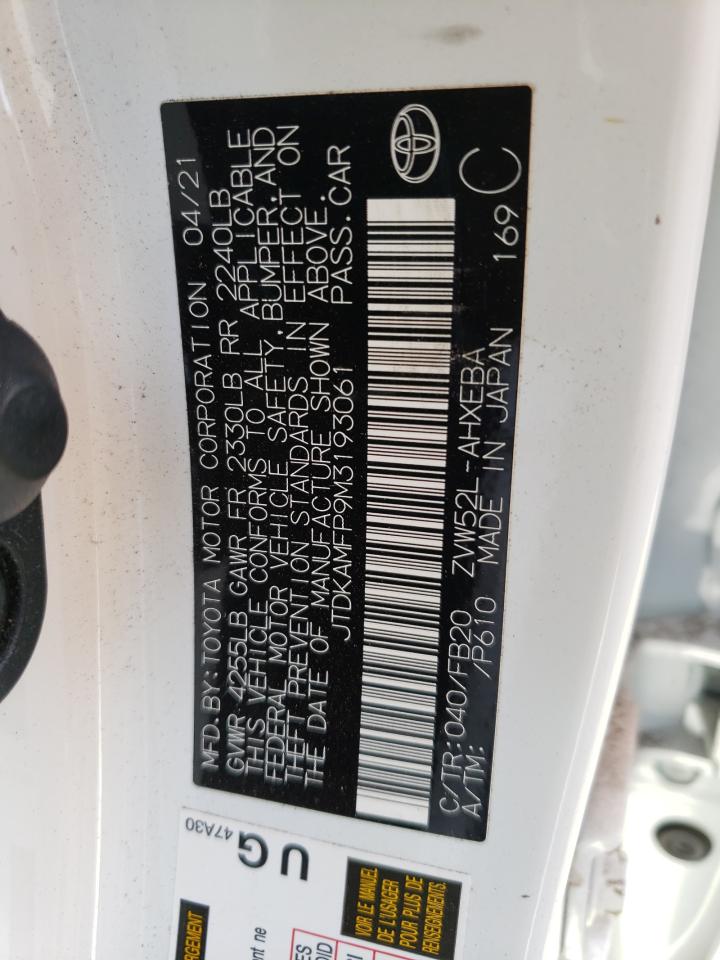 MFD.BY:TOYOTA MOTOR CORPORATION 04/21
GVWR 4255LB GAWR FR 2330LB RR 2240LB
THIS VEHICLE CONFORMS TO ALL APPLICABLE
FEDERAL MOTOR VEHICLE SAFETY,BUMPER,AND
THEFT PREVENTION STANDARDS IN EFFECT ON
THE DATE OF MANUFACTURE SHOWN ABOVE.
JTDKAMFP9M3193061 PASS.CAR
C/TR:040/FB20 ZVW52L-AHXEBA
A/TM: /P610 MADE IN JAPAN 169 C
UG
47A30
VOIR LE MANUEL
DE L'USAGER
POUR PLUS DE
RENSEIGNEMENTS.
ARGEMENT
ont ne